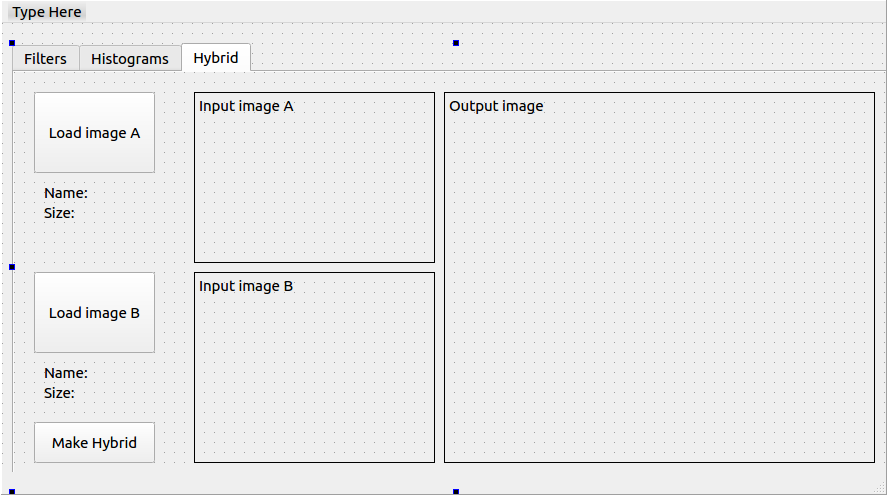 Type Here
Filters Histograms Hybrid
Load image A
Name:
Size:
Input image A
Output image
Load image B
Name:
Size:
Input image B
Make Hybrid